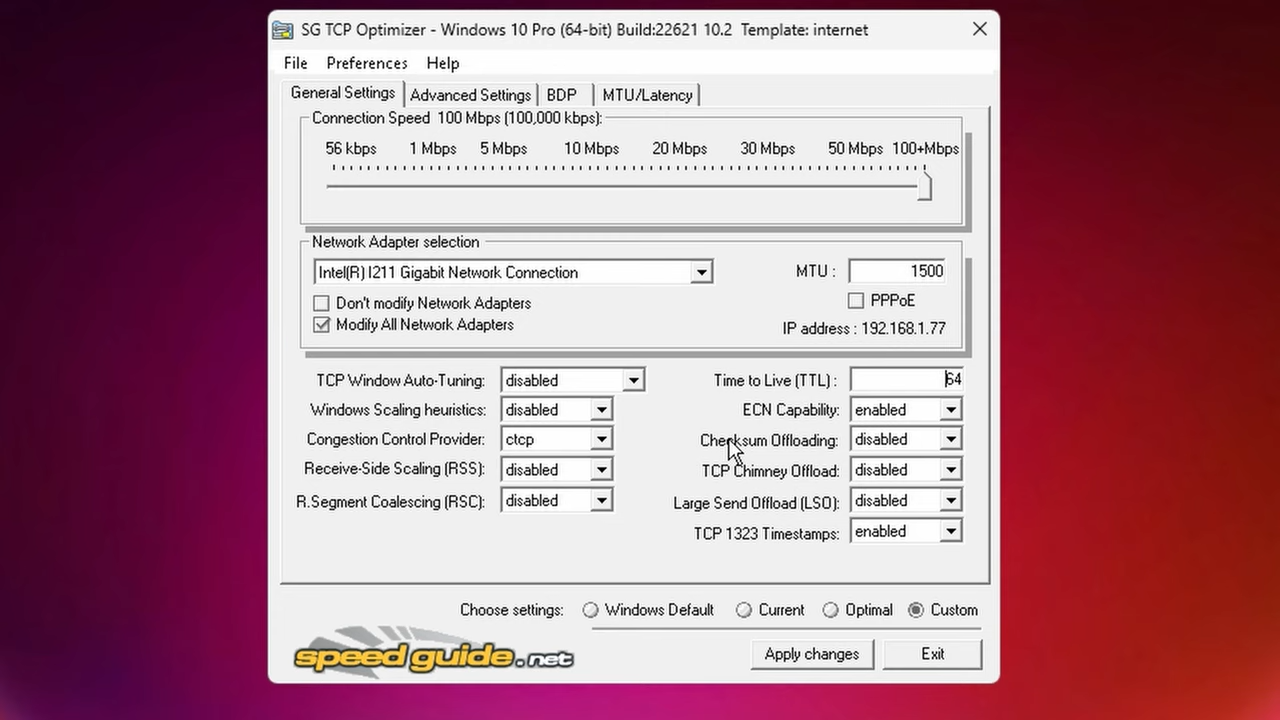 SG TCP Optimizer - Windows 10 Pro (64-bit) Build:22621 10.2 Template: internet
File Preferences Help
General Settings Advanced Settings BDP MTU/Latency
Connection Speed 100 Mbps (100,000 kbps):
56 kbps 1 Mbps 5 Mbps 10 Mbps 20 Mbps 30 Mbps 50 Mbps 100+Mbps
Network Adapter selection
Intel(R) I211 Gigabit Network Connection MTU : 1500
Don't modify Network Adapters PPPoE
Modify All Network Adapters IP address : 192.168.1.77
TCP Window Auto-Tuning: disabled Time to Live (TTL) : 64
Windows Scaling heuristics: disabled ECN Capability: enabled
Congestion Control Provider: ctcp Checksum Offloading: disabled
Receive-Side Scaling (RSS): disabled TCP Chimney Offload: disabled
R.Segment Coalescing (RSC): disabled Large Send Offload (LSO): disabled
TCP 1323 Timestamps: enabled
Choose settings: Windows Default Current Optimal Custom
speedguide.net Apply changes Exit